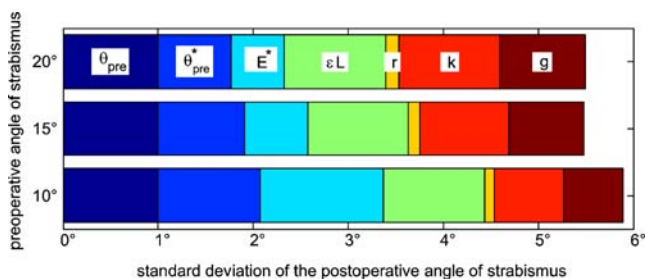 preoperative angle of strabismus
20°
θpre
θ*pre
E*
εL
r
k
g
15°
10°
0° 1° 2° 3° 4° 5° 6°
standard deviation of the postoperative angle of strabismus